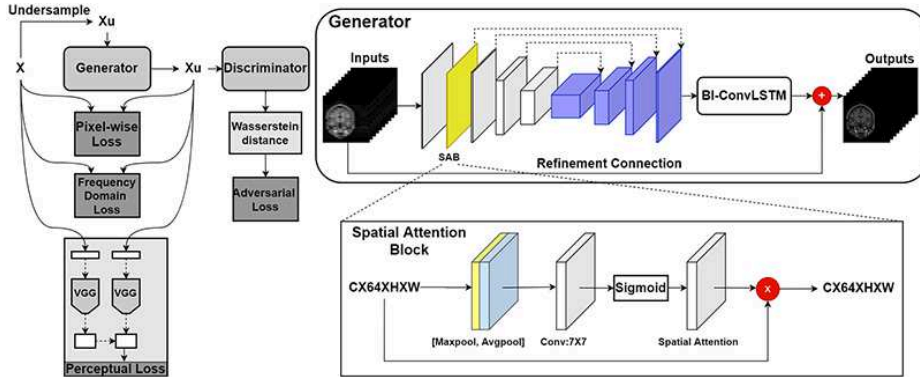 Undersample
Xu
X
Generator
Xu
Discriminator
Pixel-wise
Loss
Wasserstein
distance
Frequency
Domain
Loss
Adversarial
Loss
VGG
VGG
Perceptual Loss
Generator
Inputs
Outputs
BI-ConvLSTM
+
SAB
Refinement Connection
Spatial Attention
Block
CX64XHXW
Sigmoid
X
CX64XHXW
[Maxpool, Avgpool]
Conv:7X7
Spatial Attention